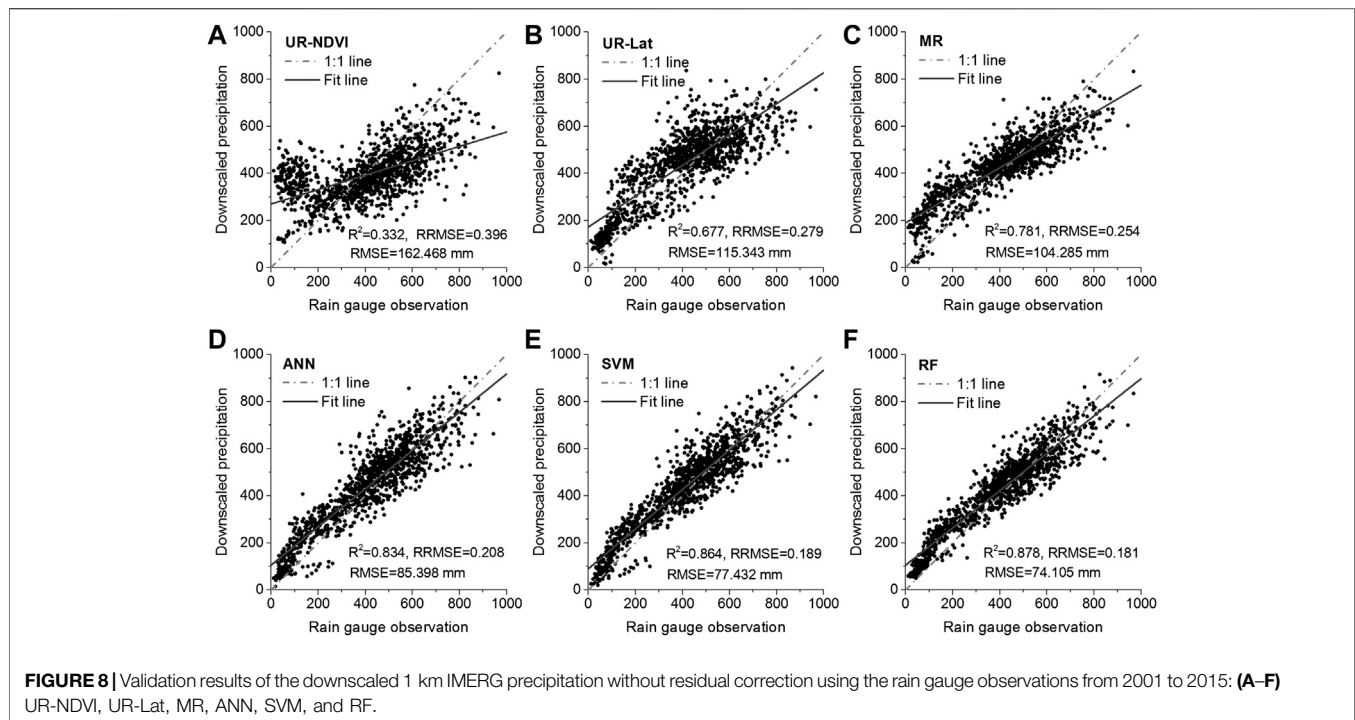 A
UR-NDVI
1:1 line
Fit line
Downscaled precipitation
1000
800
600
400
200
0
R²=0.332, RRMSE=0.396
RMSE=162.468 mm
0 200 400 600 800 1000
Rain gauge observation
B
UR-Lat
1:1 line
Fit line
Downscaled precipitation
1000
800
600
400
200
0
R²=0.677, RRMSE=0.279
RMSE=115.343 mm
0 200 400 600 800 1000
Rain gauge observation
C
MR
1:1 line
Fit line
Downscaled precipitation
1000
800
600
400
200
0
R²=0.781, RRMSE=0.254
RMSE=104.285 mm
0 200 400 600 800 1000
Rain gauge observation
D
ANN
1:1 line
Fit line
Downscaled precipitation
1000
800
600
400
200
0
R²=0.834, RRMSE=0.208
RMSE=85.398 mm
0 200 400 600 800 1000
Rain gauge observation
E
SVM
1:1 line
Fit line
Downscaled precipitation
1000
800
600
400
200
0
R²=0.864, RRMSE=0.189
RMSE=77.432 mm
0 200 400 600 800 1000
Rain gauge observation
F
RF
1:1 line
Fit line
Downscaled precipitation
1000
800
600
400
200
0
R²=0.878, RRMSE=0.181
RMSE=74.105 mm
0 200 400 600 800 1000
Rain gauge observation
FIGURE 8 | Validation results of the downscaled 1 km IMERG precipitation without residual correction using the rain gauge observations from 2001 to 2015: (A–F)
UR-NDVI, UR-Lat, MR, ANN, SVM, and RF.